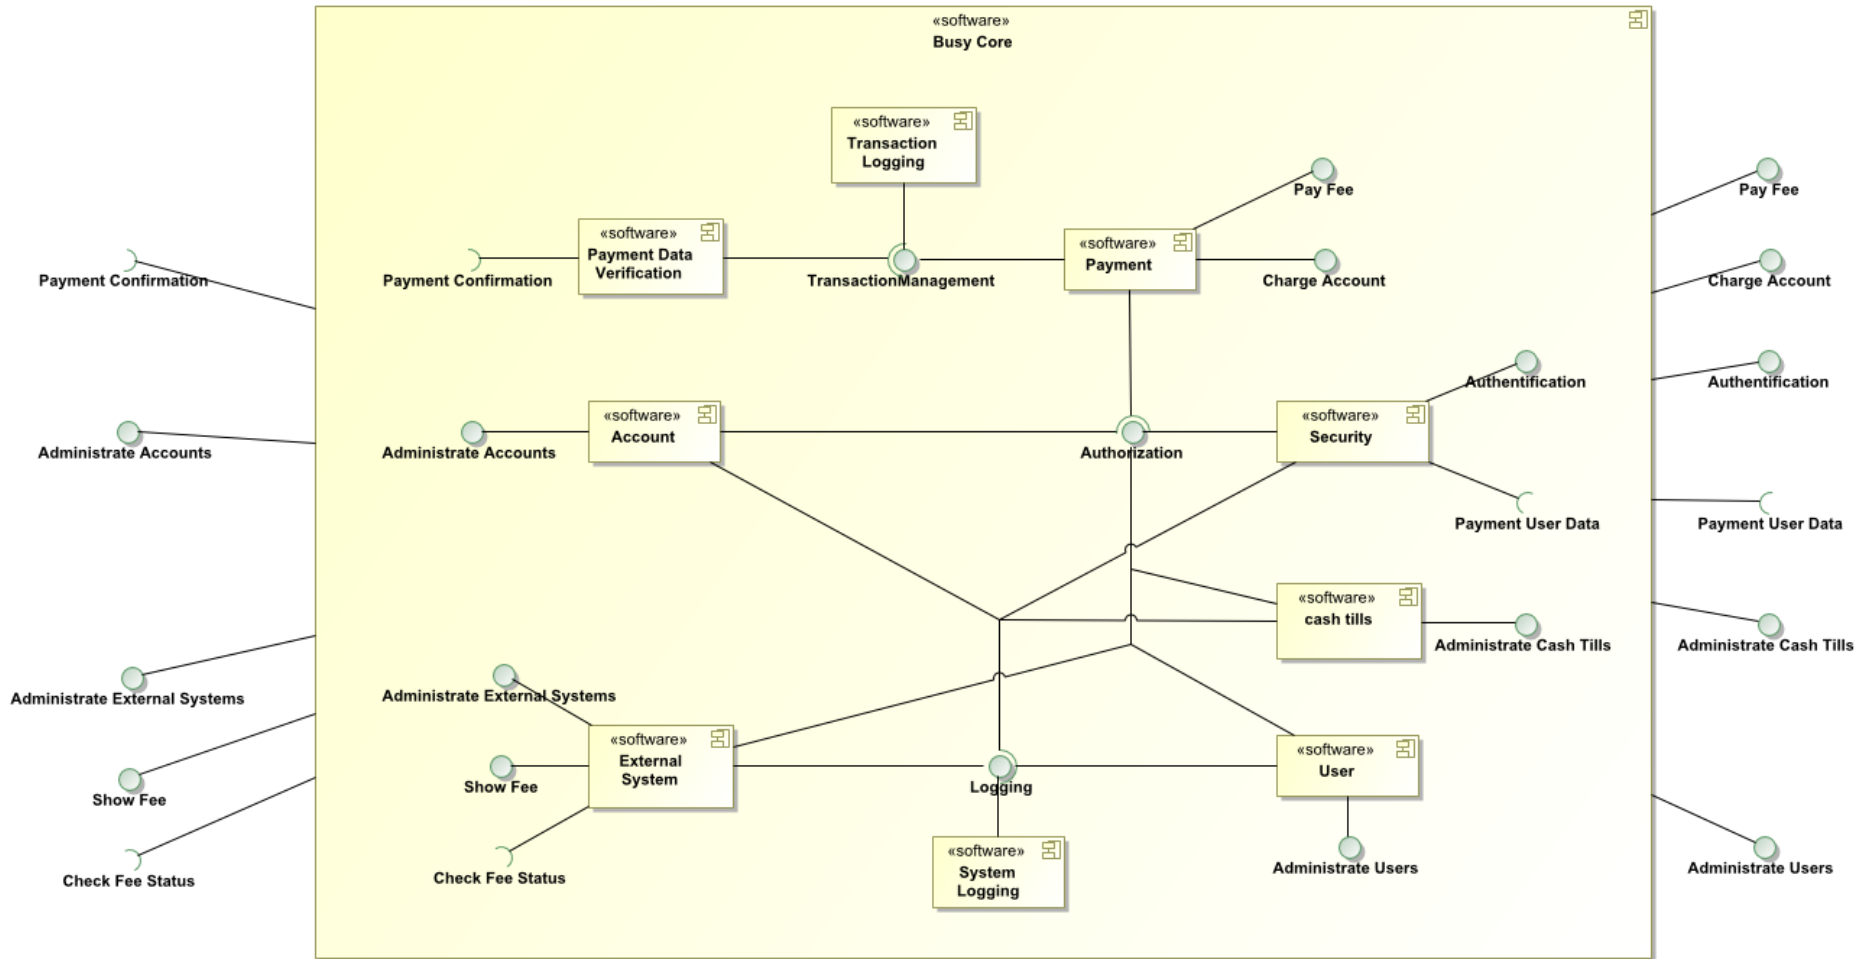 «software»
Busy Core
«software»
Transaction
Logging
Pay Fee
Pay Fee
«software»
Payment Data
Verification
«software»
Payment
Payment Confirmation
Payment Confirmation
TransactionManagement
Charge Account
Charge Account
Authentification
Authentification
«software»
Account
«software»
Security
Administrate Accounts
Administrate Accounts
Authorization
Payment User Data
Payment User Data
«software»
cash tills
Administrate Cash Tills
Administrate Cash Tills
Administrate External Systems
Administrate External Systems
«software»
External
System
«software»
User
Show Fee
Show Fee
Logging
Check Fee Status
Check Fee Status
«software»
System
Logging
Administrate Users
Administrate Users